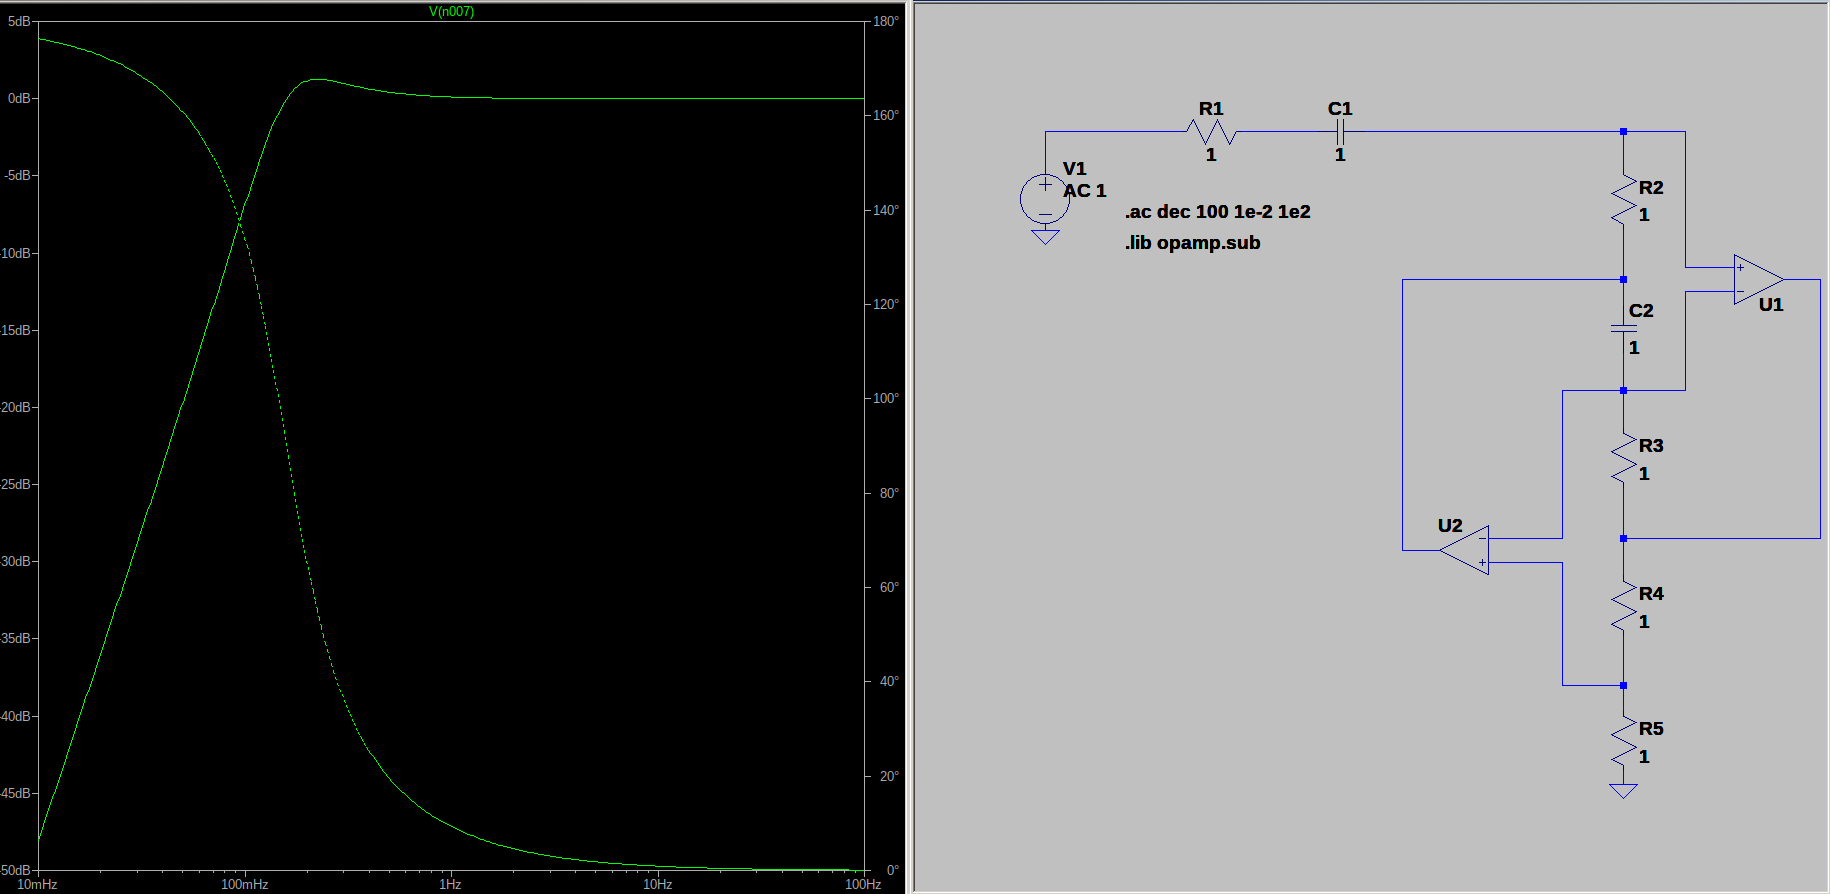 V(n007)
5dB
0dB
-5dB
-10dB
-15dB
-20dB
-25dB
-30dB
-35dB
-40dB
-45dB
-50dB
180°
160°
140°
120°
100°
80°
60°
40°
20°
0°
10mHz 100mHz 1Hz 10Hz 100Hz
R1
1
C1
1
V1
AC 1
.ac dec 100 1e-2 1e2
.lib opamp.sub
R2
1
+
-
U1
C2
1
R3
1
U2
-
+
R4
1
R5
1